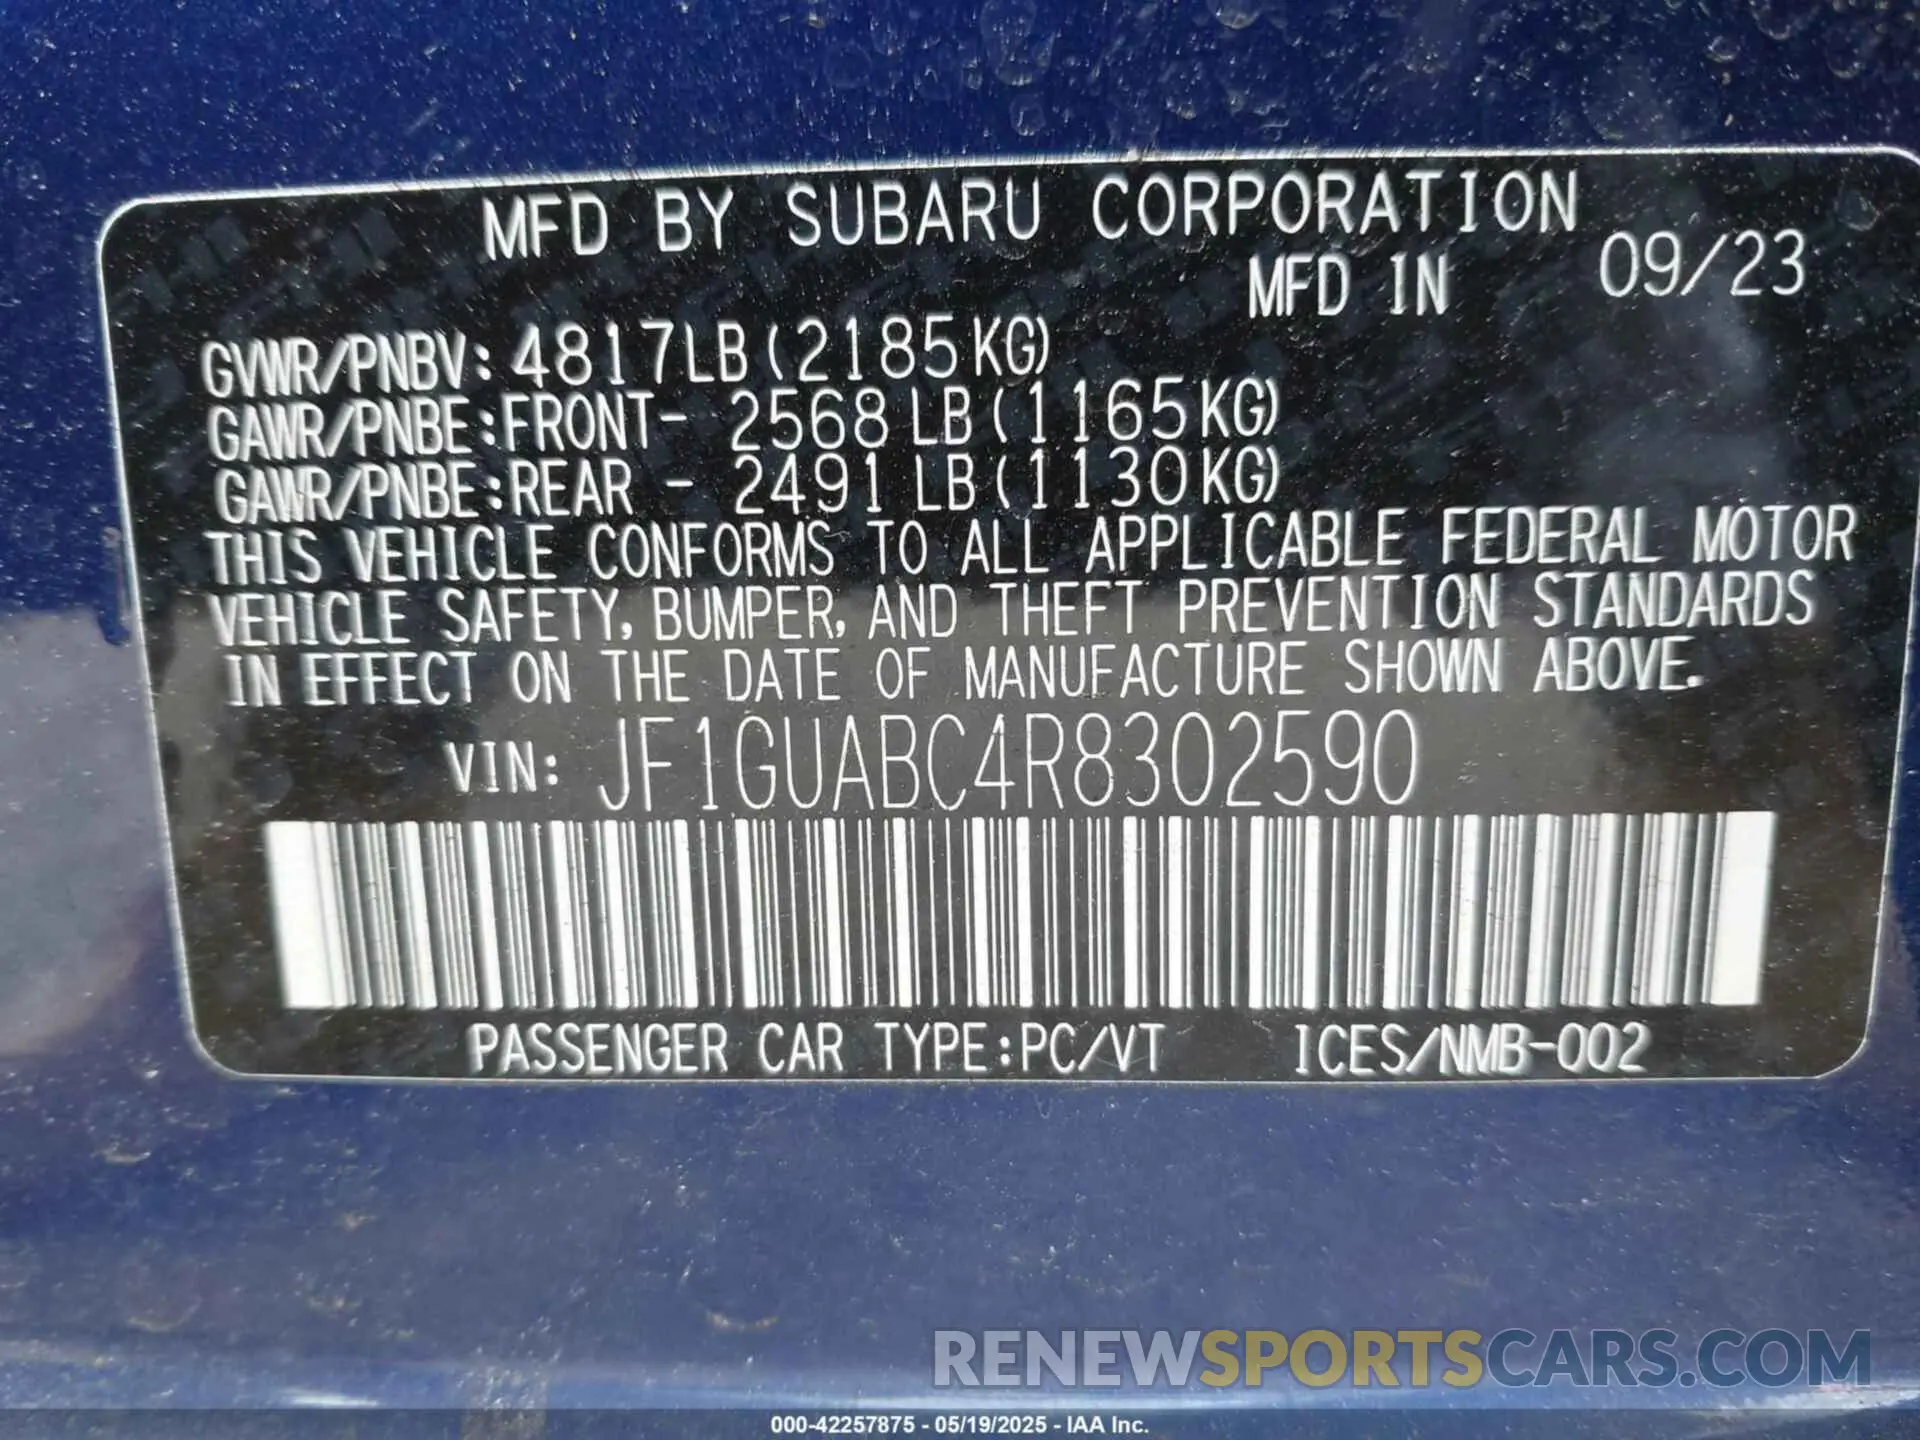 MFD BY SUBARU CORPORATION
MFD IN 09/23
GVWR/PNBV: 4817LB (2185KG)
GAWR/PNBE:FRONT- 2568 LB (1165KG)
GAWR/PNBE:REAR - 2491 LB (1130KG)
THIS VEHICLE CONFORMS TO ALL APPLICABLE FEDERAL MOTOR
VEHICLE SAFETY, BUMPER, AND THEFT PREVENTION STANDARDS
IN EFFECT ON THE DATE OF MANUFACTURE SHOWN ABOVE.
VIN: JF1GUABC4R8302590
PASSENGER CAR TYPE:PC/VT ICES/NMB-002
RENEWSPORTSCARS.COM
000-42257875 - 05/19/2025 - IAA Inc.